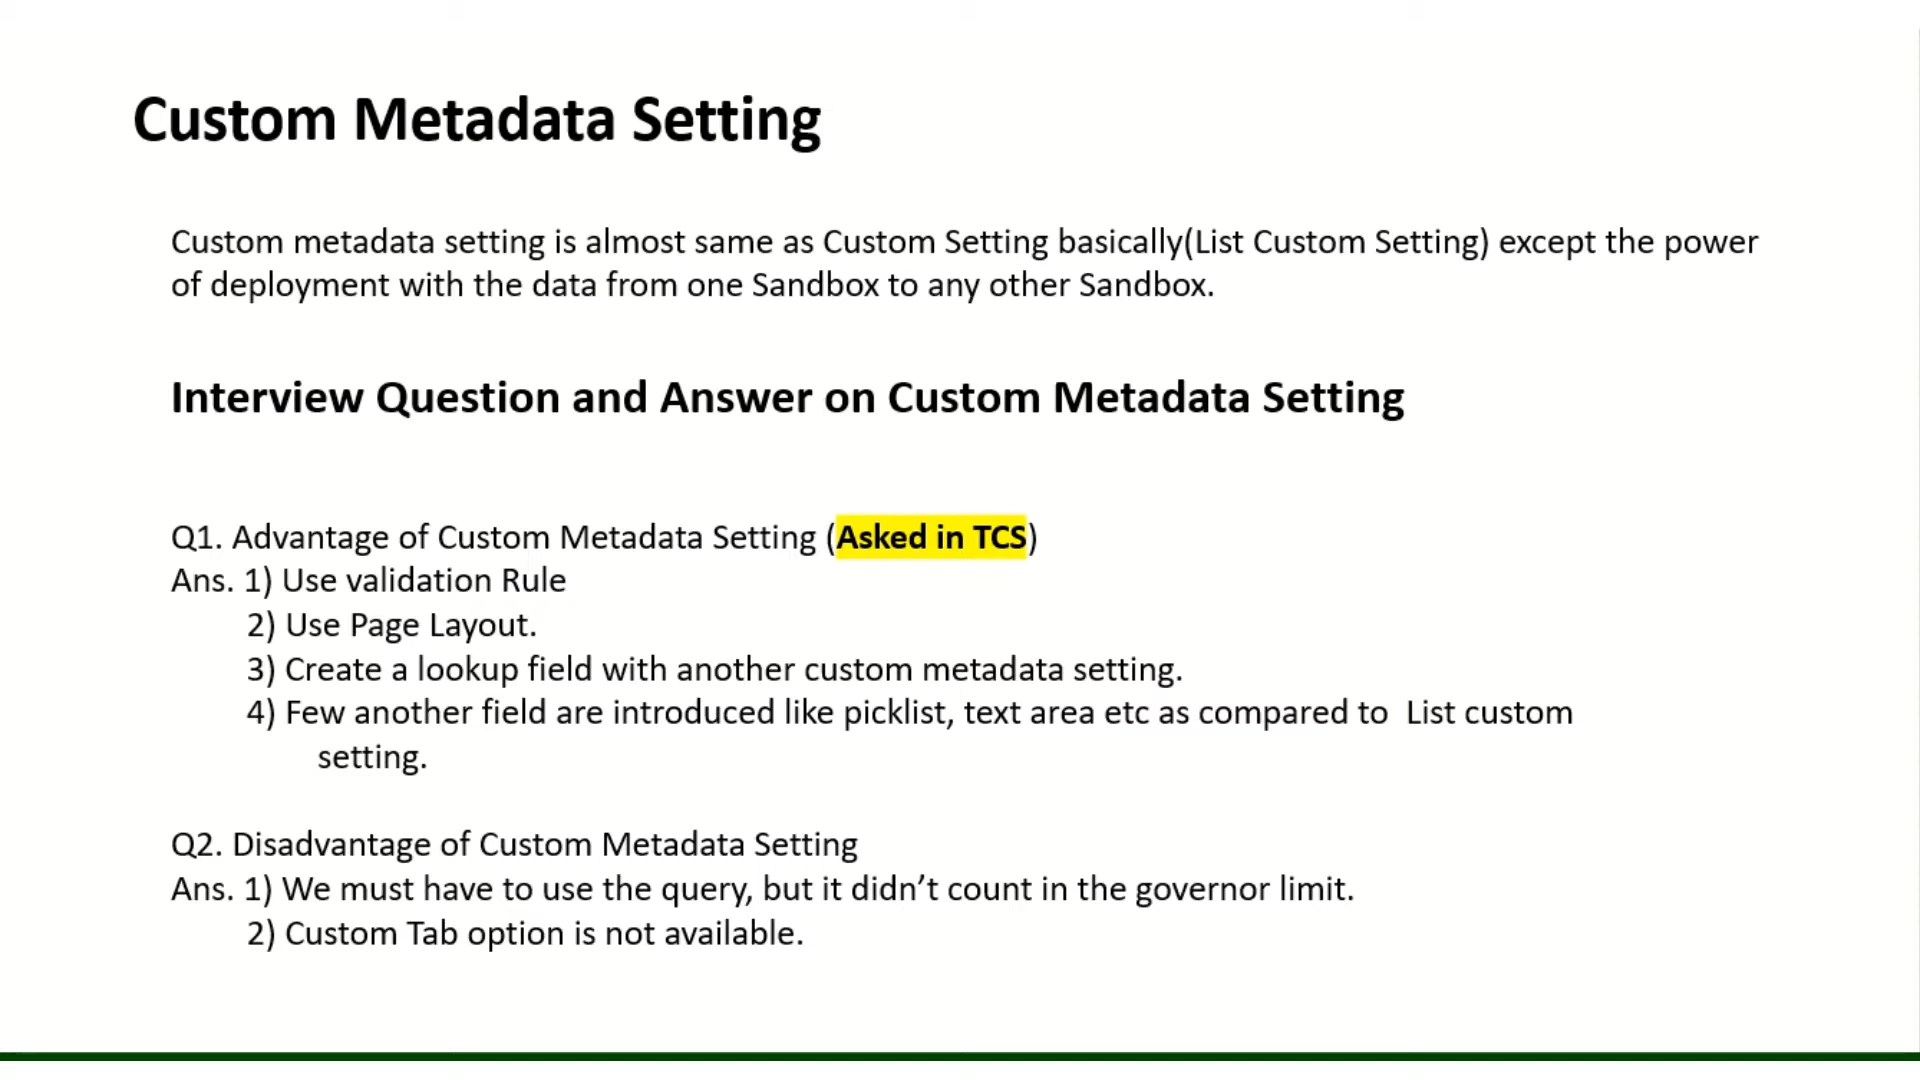 Custom Metadata Setting
Custom metadata setting is almost same as Custom Setting basically(List Custom Setting) except the power
of deployment with the data from one Sandbox to any other Sandbox.
Interview Question and Answer on Custom Metadata Setting
Q1. Advantage of Custom Metadata Setting (Asked in TCS)
Ans. 1) Use validation Rule
2) Use Page Layout.
3) Create a lookup field with another custom metadata setting.
4) Few another field are introduced like picklist, text area etc as compared to  List custom
setting.
Q2. Disadvantage of Custom Metadata Setting
Ans. 1) We must have to use the query, but it didn’t count in the governor limit.
2) Custom Tab option is not available.